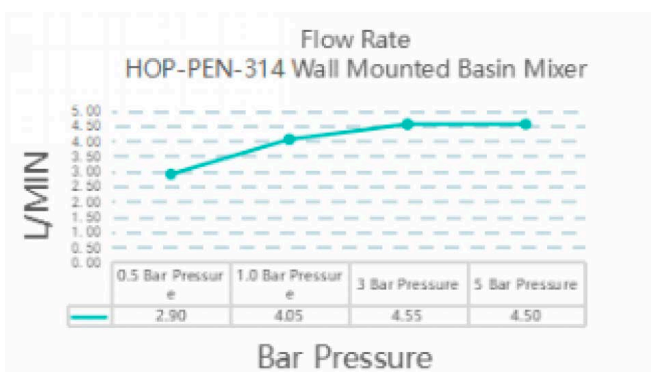 Flow Rate
HOP-PEN-314 Wall Mounted Basin Mixer
L/MIN
5.00
4.50
4.00
3.50
3.00
2.50
2.00
1.50
1.00
0.50
0.00
0.5 Bar Pressur
e
1.0 Bar Pressur
e
3 Bar Pressure
5 Bar Pressure
2.90
4.05
4.55
4.50
Bar Pressure